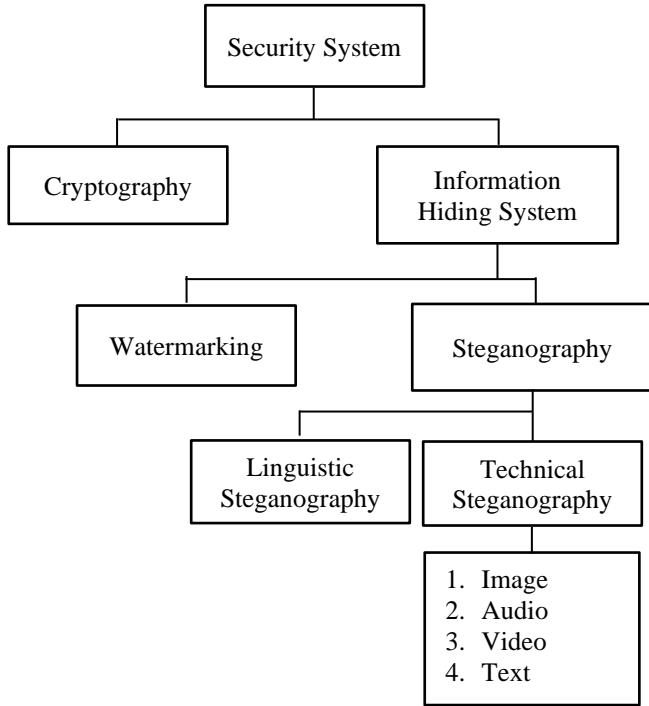 Security System
Cryptography
Information
Hiding System
Watermarking
Steganography
Linguistic
Steganography
Technical
Steganography
1. Image
2. Audio
3. Video
4. Text